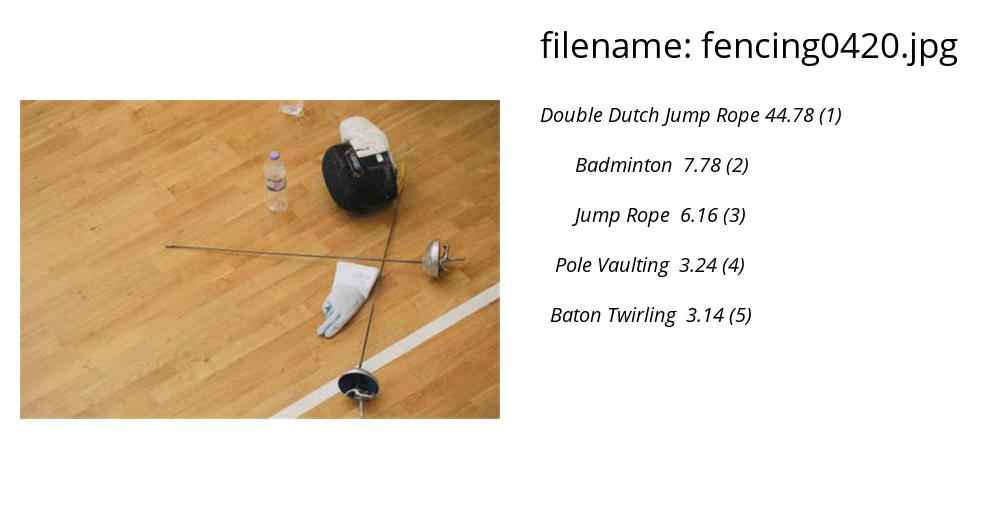 filename: fencing0420.jpg
Double Dutch Jump Rope 44.78 (1)
Badminton 7.78 (2)
Jump Rope 6.16 (3)
Pole Vaulting 3.24 (4)
Baton Twirling 3.14 (5)